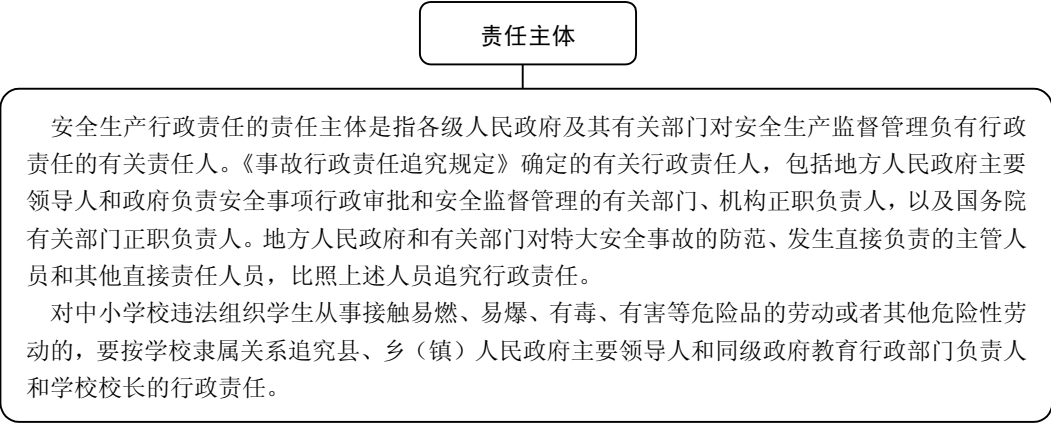 责任主体
安全生产行政责任的责任主体是指各级人民政府及其有关部门对安全生产监督管理负有行政
责任的有关责任人。《事故行政责任追究规定》确定的有关行政责任人，包括地方人民政府主要
领导人和政府负责安全事项行政审批和安全监督管理的有关部门、机构正职负责人，以及国务院
有关部门正职负责人。地方人民政府和有关部门对特大安全事故的防范、发生直接负责的主管人
员和其他直接责任人员，比照上述人员追究行政责任。
对中小学校违法组织学生从事接触易燃、易爆、有毒、有害等危险品的劳动或者其他危险性劳
动的，要按学校隶属关系追究县、乡（镇）人民政府主要领导人和同级政府教育行政部门负责人
和学校校长的行政责任。